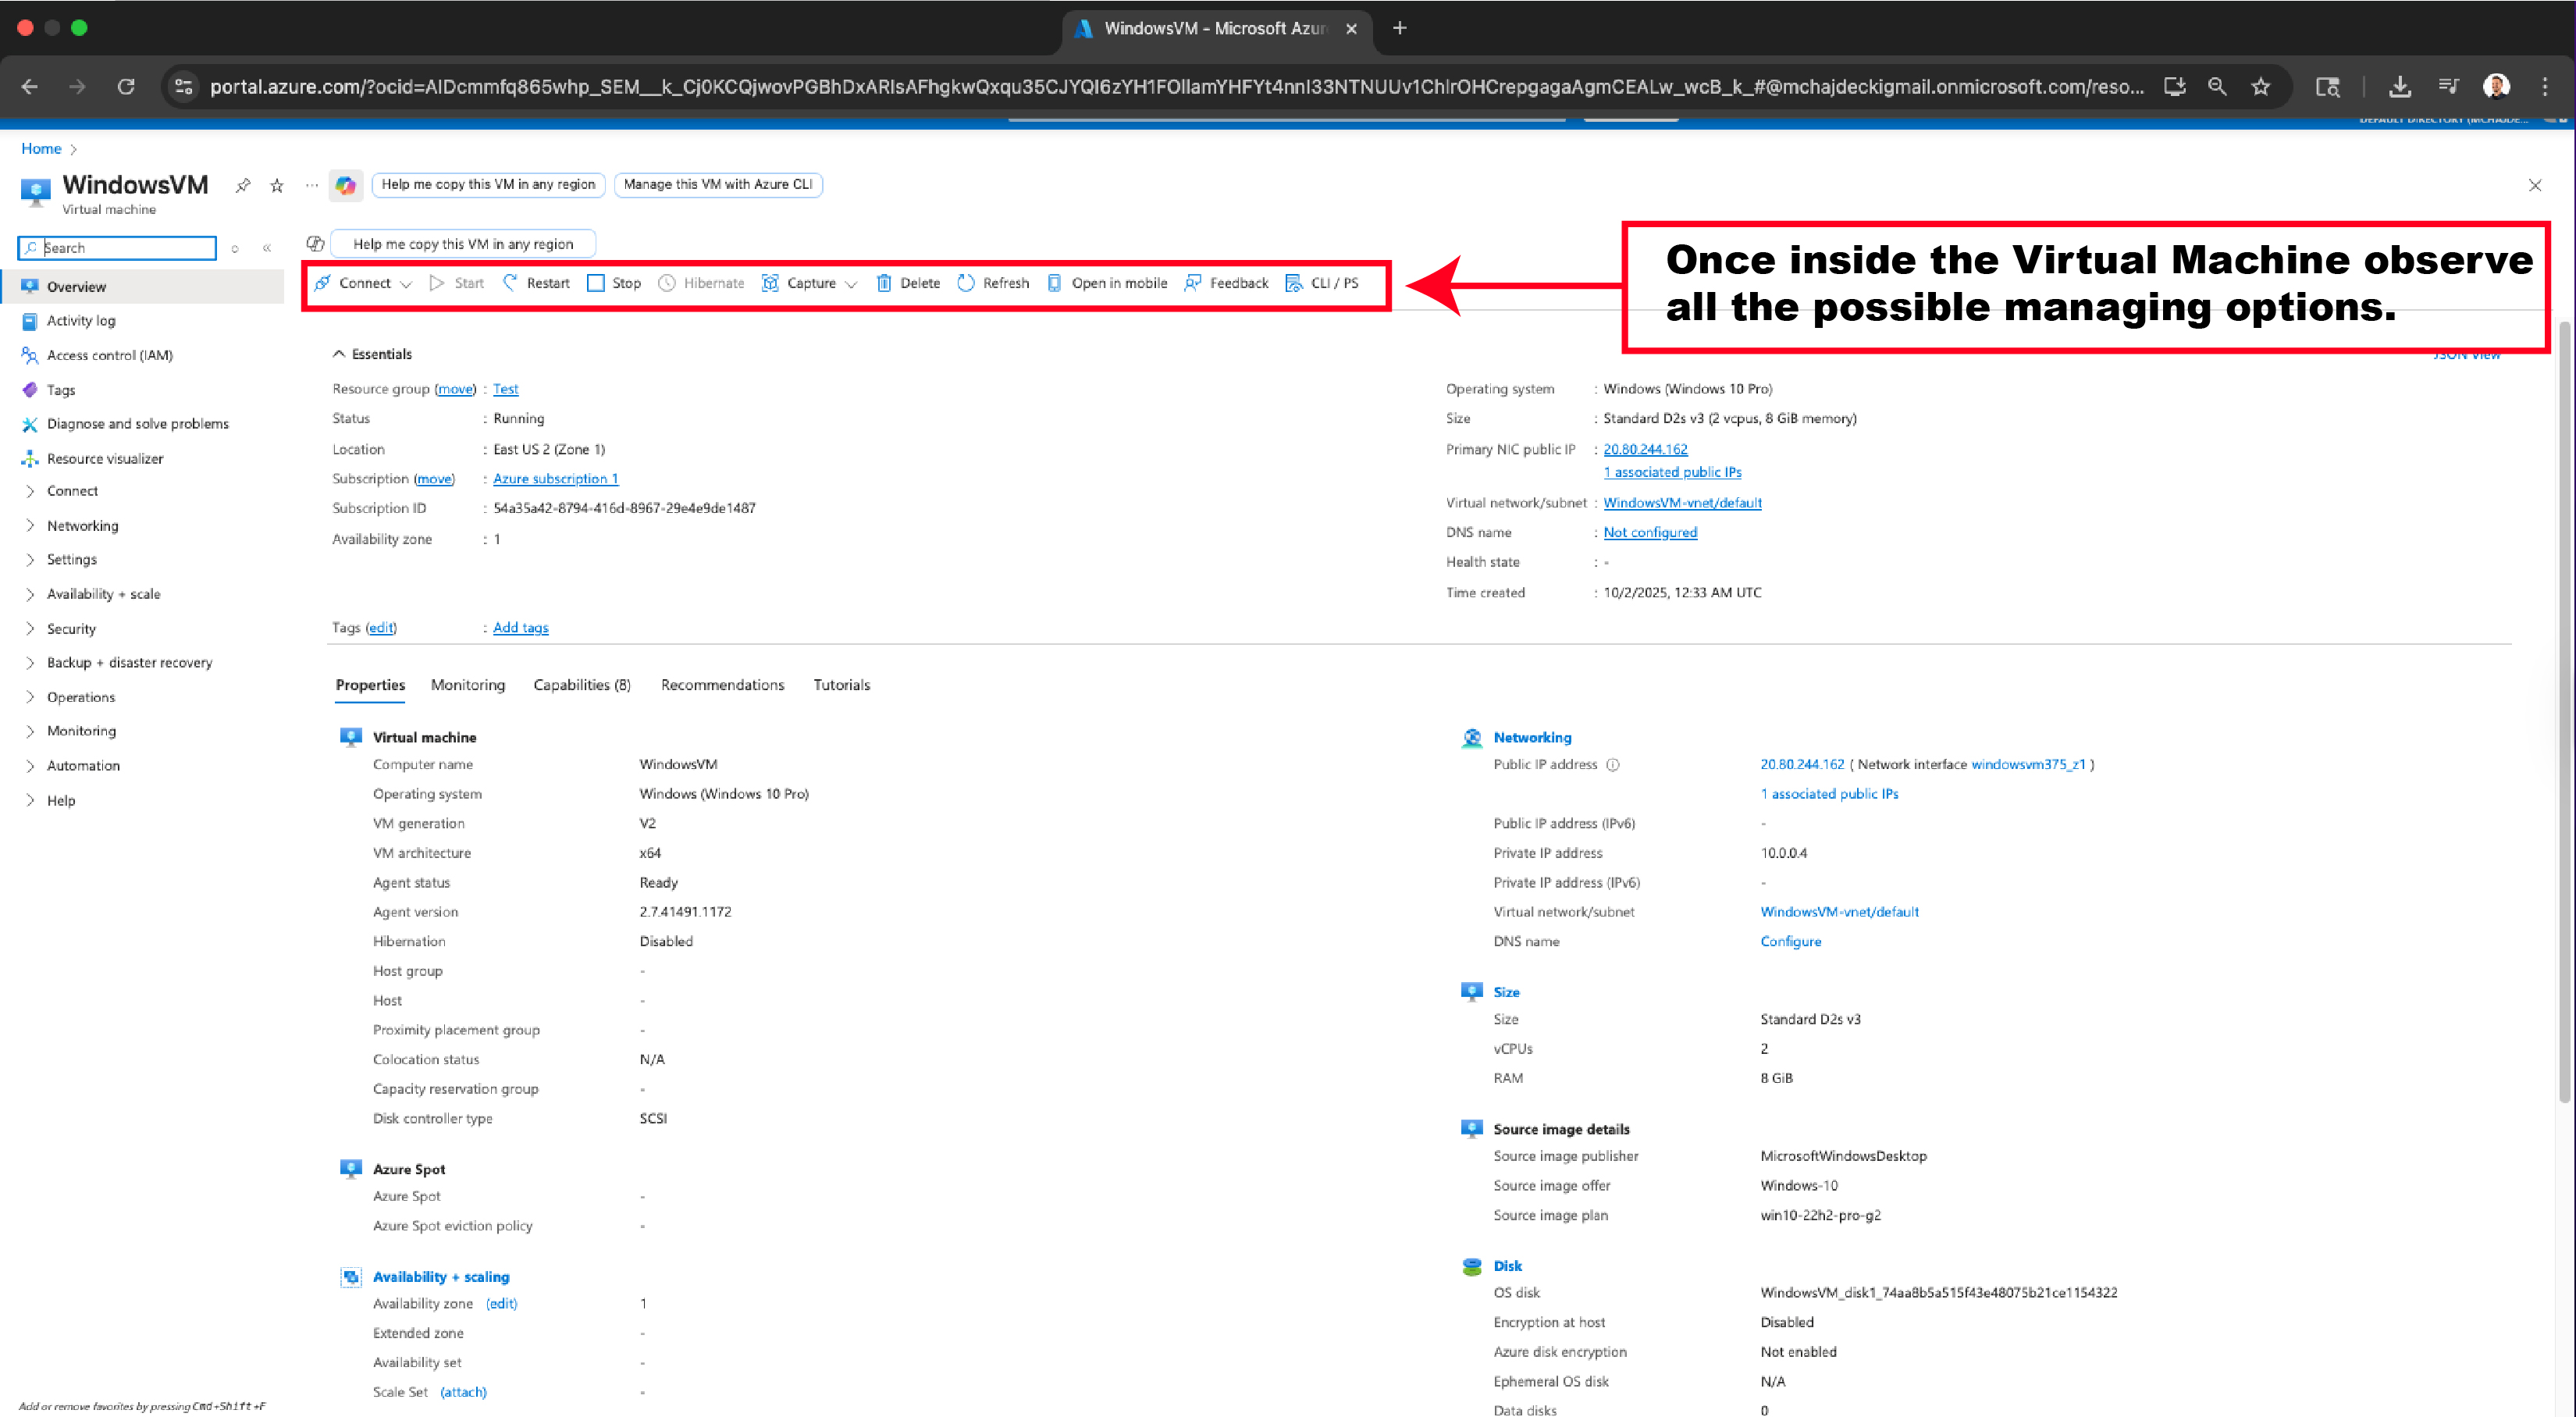 WindowsVM - Microsoft Azur
portal.azure.com/?ocid=AIDcmmfq865whp_SEM__k_Cj0KCQjwovPGBhDxARIsAFhgkwQxqu35CJYQI6zYH1FOllamYHFYt4nnI33NTNUUv1ChlrOHCrepgagaAgmCEALw_wcB_k_#@mchajdeckigmail.onmicrosoft.com/reso...
DEFAULT DIRECTORY (MCHAJDE...
Home >
WindowsVM
Virtual machine
... Help me copy this VM in any region Manage this VM with Azure CLI
Search
Help me copy this VM in any region
Connect Start Restart Stop Hibernate Capture Delete Refresh Open in mobile Feedback CLI / PS
Once inside the Virtual Machine observe
all the possible managing options.
Overview
Activity log
Access control (IAM)
Tags
Diagnose and solve problems
Resource visualizer
Connect
Networking
Settings
Availability + scale
Security
Backup + disaster recovery
Operations
Monitoring
Automation
Help
Add or remove favorites by pressing Cmd+Shift+F
Essentials
JSON View
Resource group (move) : Test
Status : Running
Location : East US 2 (Zone 1)
Subscription (move) : Azure subscription 1
Subscription ID : 54a35a42-8794-416d-8967-29e4e9de1487
Availability zone : 1
Operating system : Windows (Windows 10 Pro)
Size : Standard D2s v3 (2 vcpus, 8 GiB memory)
Primary NIC public IP : 20.80.244.162
1 associated public IPs
Virtual network/subnet : WindowsVM-vnet/default
DNS name : Not configured
Health state : -
Time created : 10/2/2025, 12:33 AM UTC
Tags (edit) : Add tags
Properties Monitoring Capabilities (8) Recommendations Tutorials
Virtual machine
Computer name WindowsVM
Operating system Windows (Windows 10 Pro)
VM generation V2
VM architecture x64
Agent status Ready
Agent version 2.7.41491.1172
Hibernation Disabled
Host group -
Host -
Proximity placement group -
Colocation status N/A
Capacity reservation group -
Disk controller type SCSI
Azure Spot
Azure Spot -
Azure Spot eviction policy -
Availability + scaling
Availability zone (edit) 1
Extended zone -
Availability set -
Scale Set (attach) -
Networking
Public IP address 20.80.244.162 ( Network interface windowsvm375_z1 )
1 associated public IPs
Public IP address (IPv6) -
Private IP address 10.0.0.4
Private IP address (IPv6) -
Virtual network/subnet WindowsVM-vnet/default
DNS name Configure
Size
Size Standard D2s v3
vCPUs 2
RAM 8 GiB
Source image details
Source image publisher MicrosoftWindowsDesktop
Source image offer Windows-10
Source image plan win10-22h2-pro-g2
Disk
OS disk WindowsVM_disk1_74aa8b5a515f43e48075b21ce1154322
Encryption at host Disabled
Azure disk encryption Not enabled
Ephemeral OS disk N/A
Data disks 0